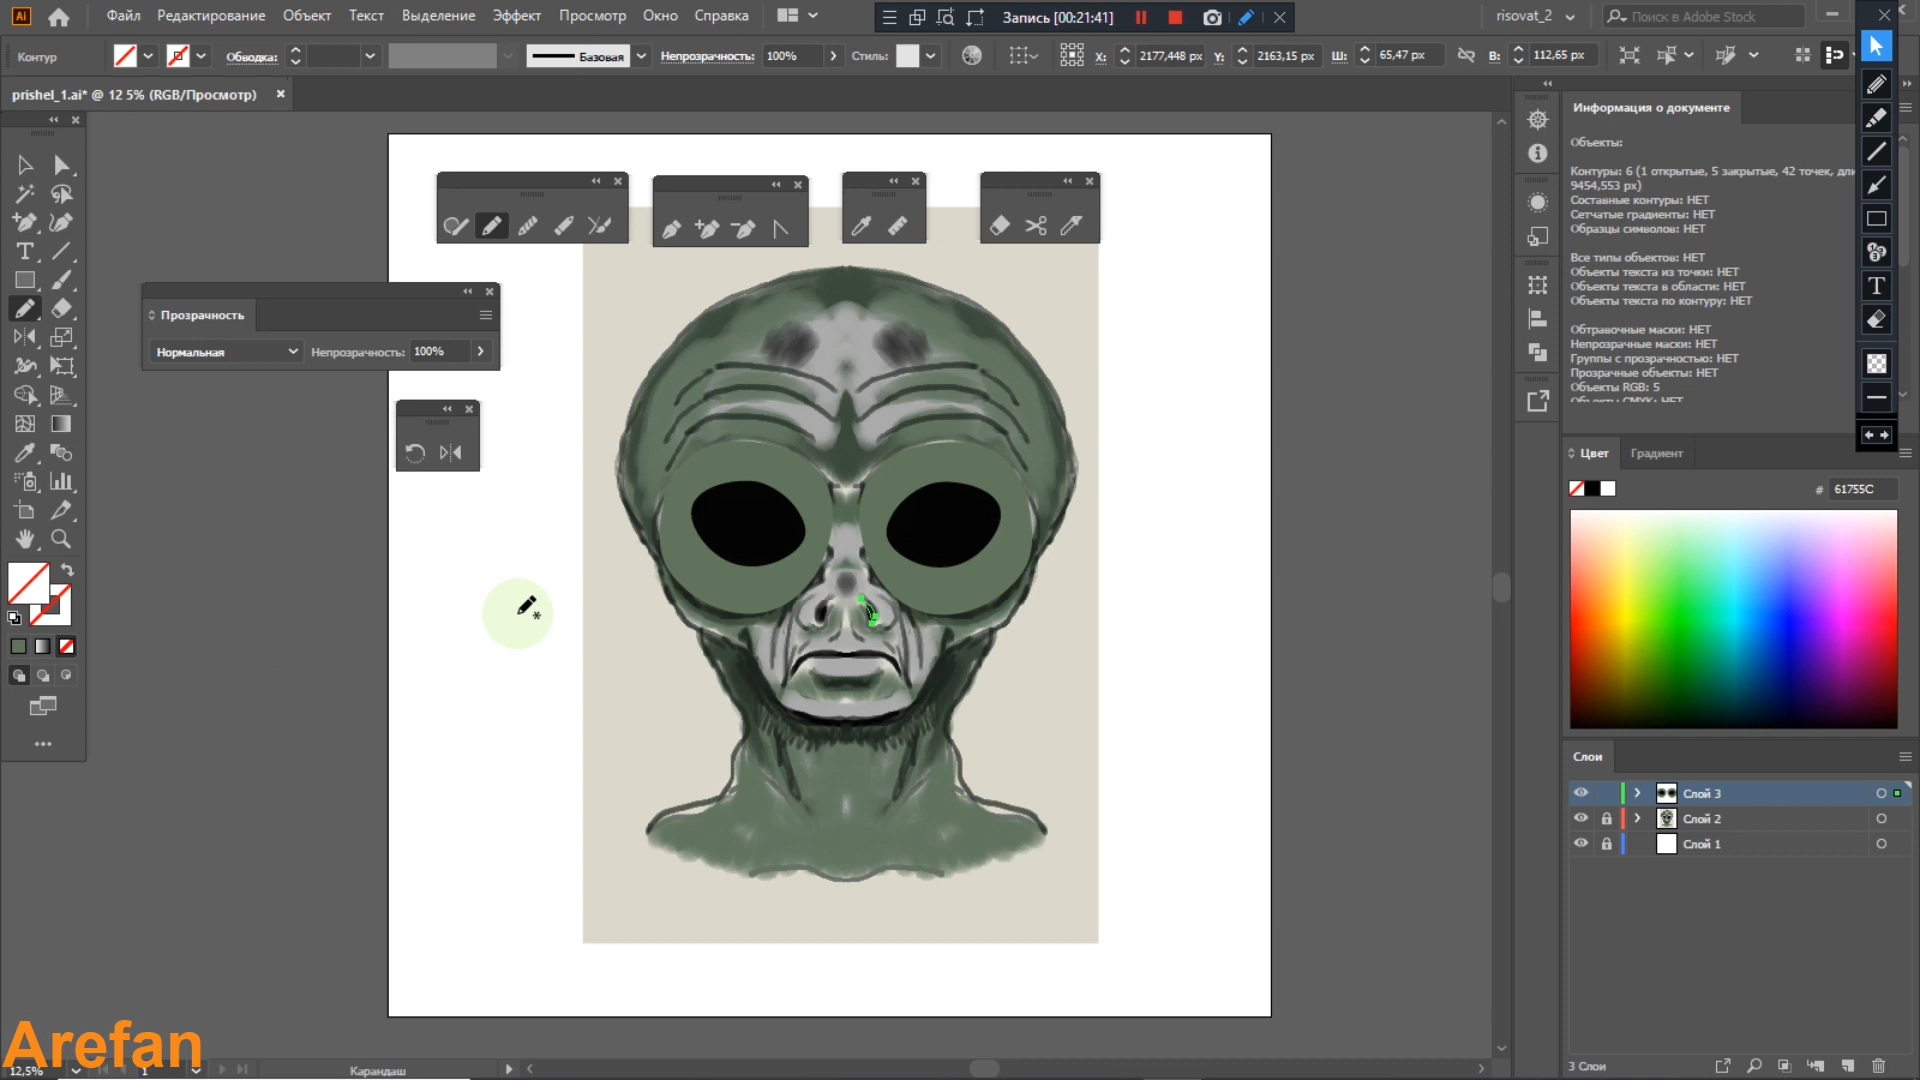 Ai
Файл Редактирование Объект Текст Выделение Эффект Просмотр Окно Справка
Запись [00:21:41]
risovat_2
Поиск в Adobe Stock
Контур
Обводка:
Базовая
Непрозрачность: 100%
Стиль:
X: 2177,448 px Y: 2163,15 px Ш: 65,47 px В: 112,65 px
prishel_1.ai* @ 12 5% (RGB/Просмотр)
Информация о документе
Объекты:
Контуры: 6 (1 открытые, 5 закрытые, 42 точек, дли
9454,553 px)
Составные контуры: НЕТ
Сетчатые градиенты: НЕТ
Образцы символов: НЕТ
Все типы объектов: НЕТ
Объекты текста из точки: НЕТ
Объекты текста в области: НЕТ
Объекты текста по контуру: НЕТ
Обтравочные маски: НЕТ
Непрозрачные маски: НЕТ
Группы с прозрачностью: НЕТ
Прозрачные объекты: НЕТ
Объекты RGB: 5
Объекты CMYK: НЕТ
Прозрачность
Нормальная
Непрозрачность: 100%
Цвет Градиент
# 61755C
Слои
Слой 3
Слой 2
Слой 1
3 Слои
Arefan
12,5%
1
Карандаш